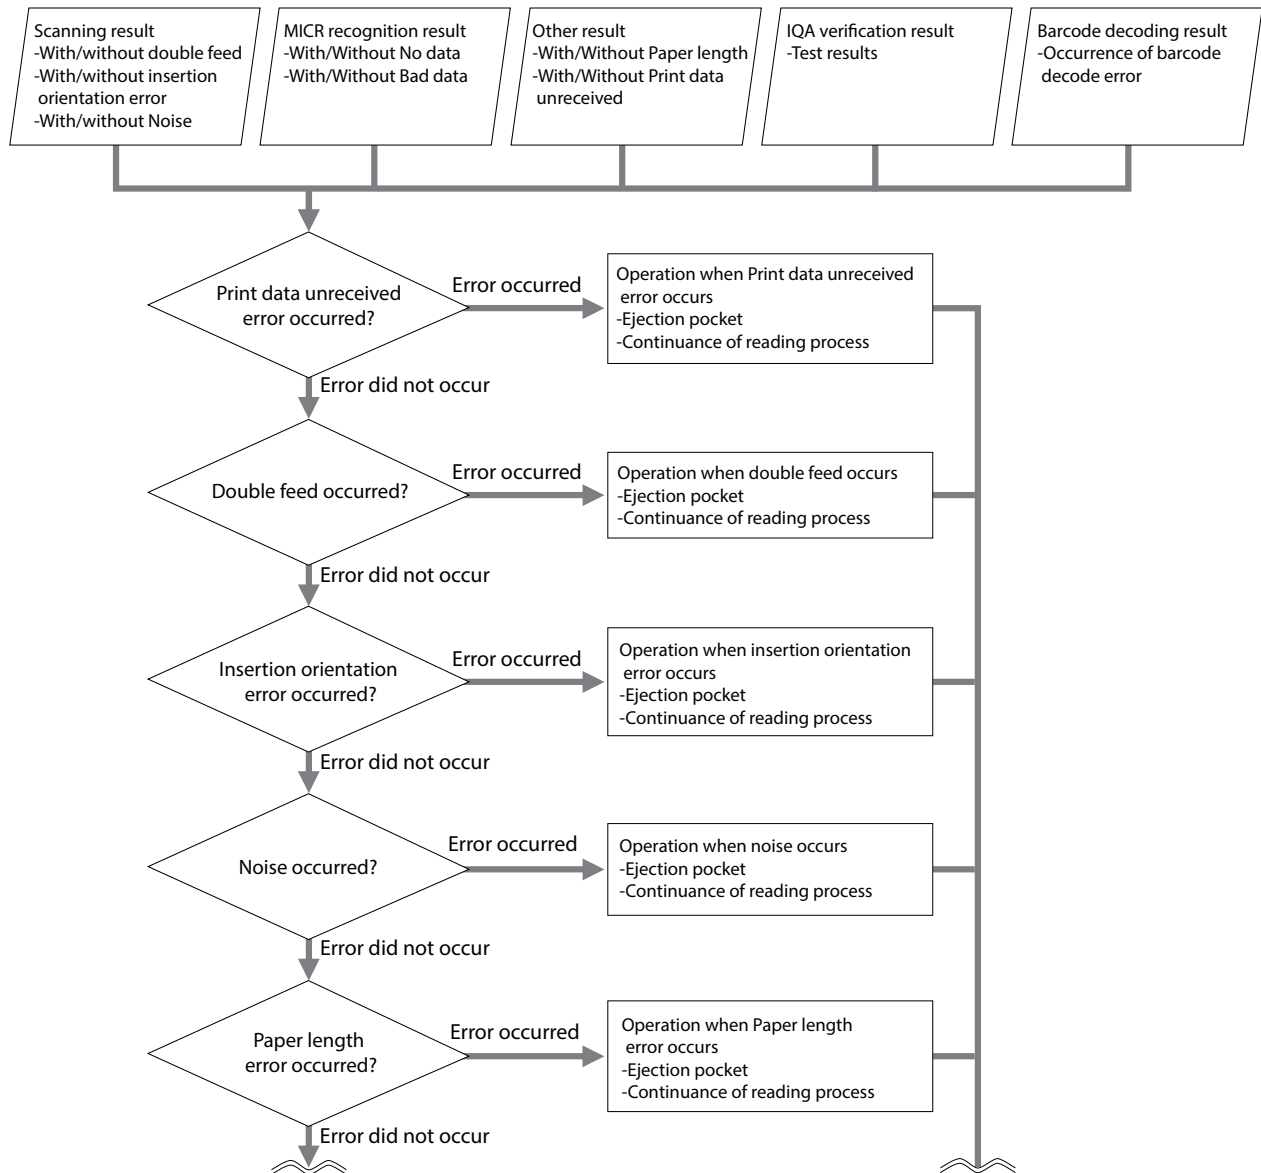 Scanning result
-With/without double feed
-With/without insertion
orientation error
-With/without Noise
MICR recognition result
-With/Without No data
-With/Without Bad data
Other result
-With/Without Paper length
-With/Without Print data
unreceived
IQA verification result
-Test results
Barcode decoding result
-Occurrence of barcode
decode error
Print data unreceived
error occurred?
Error occurred
Operation when Print data unreceived
error occurs
-Ejection pocket
-Continuance of reading process
Error did not occur
Double feed occurred?
Error occurred
Operation when double feed occurs
-Ejection pocket
-Continuance of reading process
Error did not occur
Insertion orientation
error occurred?
Error occurred
Operation when insertion orientation
error occurs
-Ejection pocket
-Continuance of reading process
Error did not occur
Noise occurred?
Error occurred
Operation when noise occurs
-Ejection pocket
-Continuance of reading process
Error did not occur
Paper length
error occurred?
Error occurred
Operation when Paper length
error occurs
-Ejection pocket
-Continuance of reading process
Error did not occur